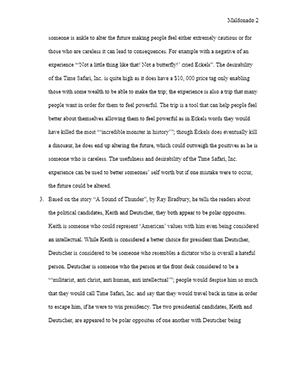 Maldonado 2
someone is ankle to alter the future making people feel either extremely cautious or for
those who are careless it can lead to consequences. For example with a negative of an
experience "'Not a little thing like that! Not a butterfly!' cried Eckels". The desirability
of the Time Safari, Inc. is quite high as it does have a $10, 000 price tag only enabling
those with some wealth to be able to make the trip; the experience is also a trip that many
people want in order for them to feel powerful. The trip is a tool that can help people feel
better about themselves allowing them to feel powerful as in Eckels words they would
have killed the most "'incredible monster in history'"; though Eckels does eventually kill
a dinosaur, he does end up altering the future, which could outweigh the positives as he is
someone who is careless. The usefulness and desirability of the Time Safari, Inc.
experience can be used to better someones' self worth but if one mistake were to occur,
the future could be altered.
3. Based on the story "A Sound of Thunder", by Ray Bradbury, he tells the readers about
the political candidates, Keith and Deutscher, they both appear to be polar opposites.
Keith is someone who could represent 'American' values with him even being considered
an intellectual. While Keith is considered a better choice for president than Deutscher,
Deutscher is considered to be someone who resembles a dictator who is overall a hateful
person. Deutscher is someone who the person at the front desk considered to be a
"'militarist, anti christ, anti human, anti intellectual'"; people would despise him so much
that they would call Time Safari, Inc. and say that they would travel back in time in order
to escape him, if he were to win presidency. The two presidential candidates, Keith and
Deutscher, are appeared to be polar opposites of one another with Deutscher being